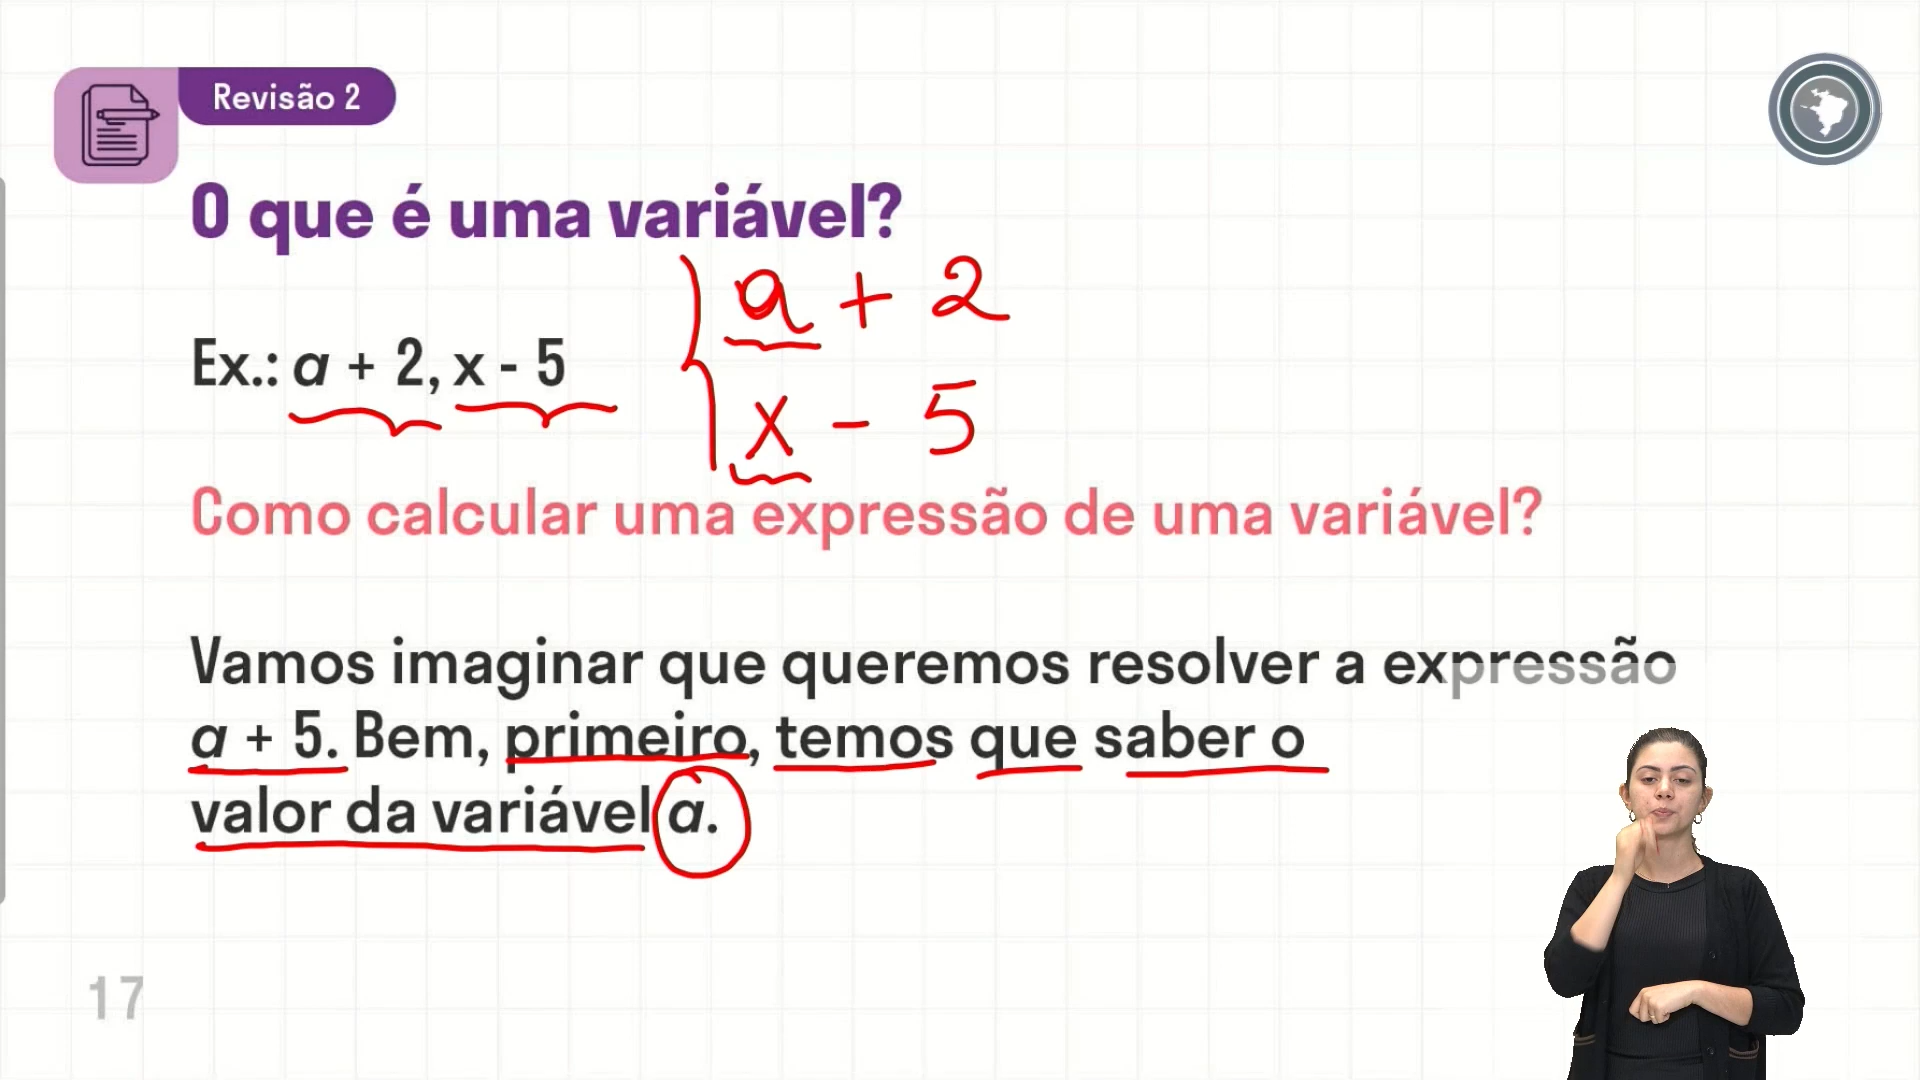 Revisão 2
O que é uma variável?
a + 2
Ex.: a + 2, x - 5
x - 5
Como calcular uma expressão de uma variável?
Vamos imaginar que queremos resolver a expressão
a + 5. Bem, primeiro, temos que saber o
valor da variável a.
17